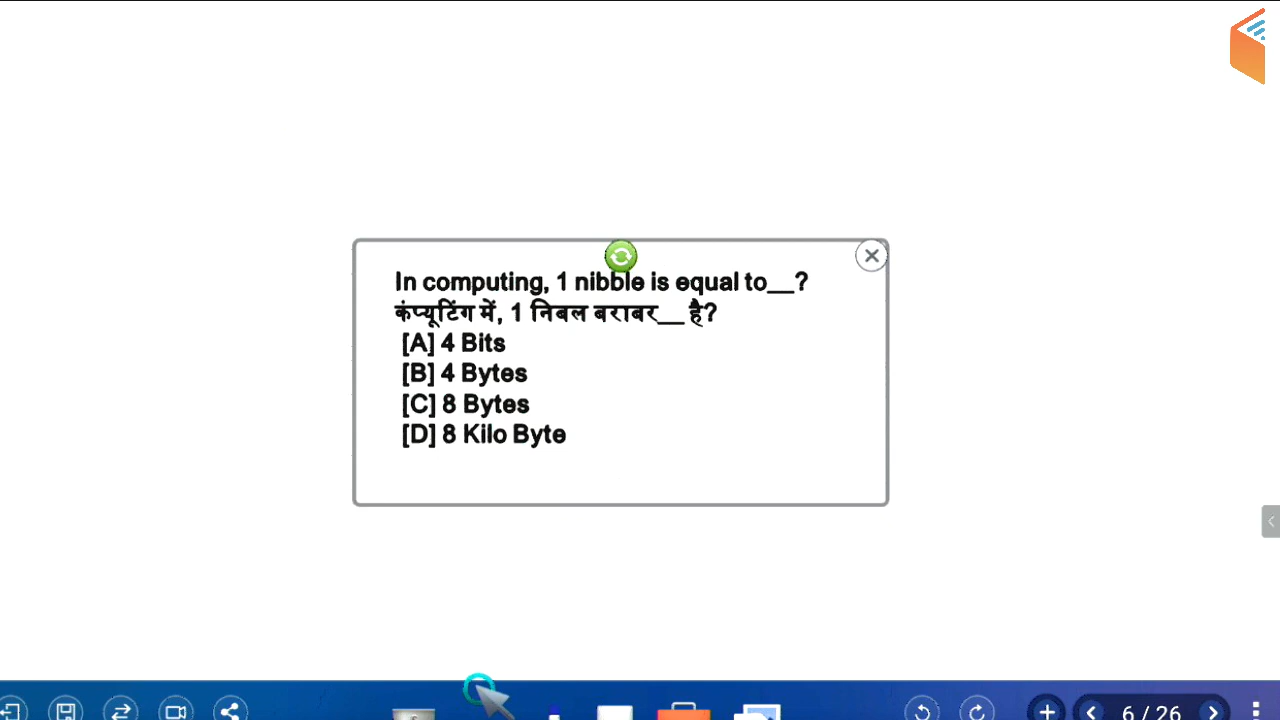 In computing, 1 nibble is equal to__?
कंप्यूटिंग में, 1 निबल बराबर__ है?
[A] 4 Bits
[B] 4 Bytes
[C] 8 Bytes
[D] 8 Kilo Byte
6 / 26